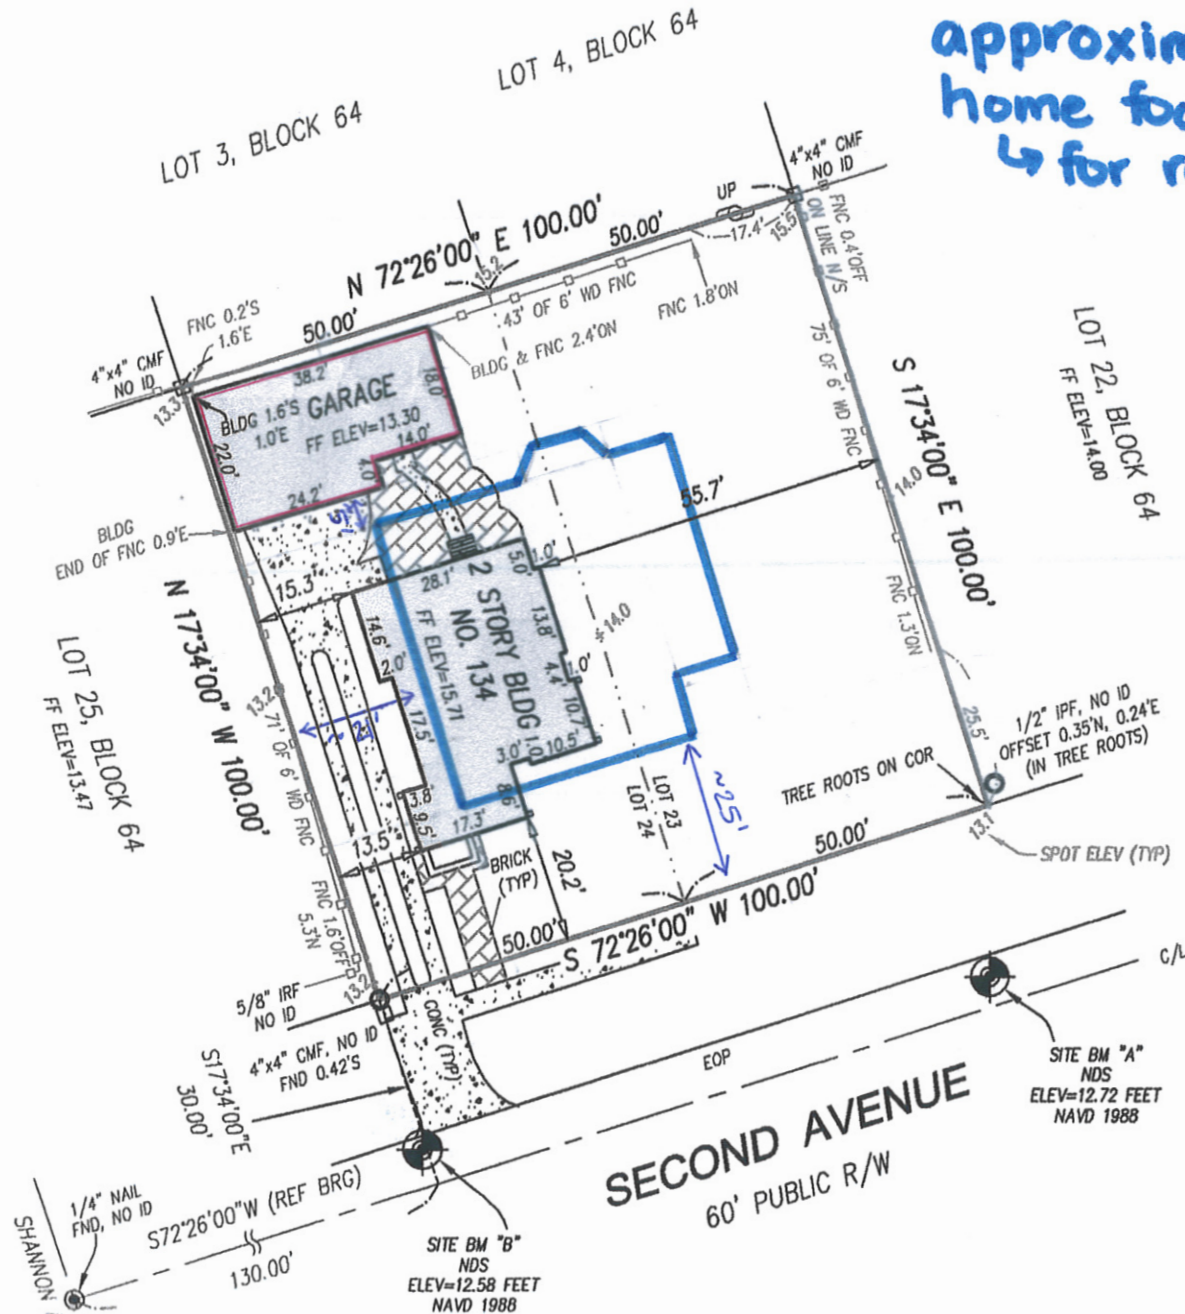 LOT 4, BLOCK 64
LOT 3, BLOCK 64
home
↳ for
4"x4" CMF
NO ID
UP
FNC 0.4'OFF
ON LINE N/S
N 72°26'00" E 100.00'
50.00'
17.4'
15.5
15.2
43' OF 6' WD FNC
FNC 1.8'ON
FNC 0.2'S
1.6'E
50.00'
4"x4" CMF
NO ID
13.3
BLDG & FNC 2.4'ON
38.2'
18.0'
BLDG 1.6'S
1.0'E
GARAGE
FF ELEV=13.30
14.0'
22.0'
4.0'
24.2'
BLDG
END OF FNC 0.9'E
75' OF 6' WD FNC
S 17°34'00" E 100.00'
LOT 22, BLOCK 64
FF ELEV=14.00
55.7'
14.0
FNC 1.3'ON
25.5'
15.3'
28.1'
5.0'
1.0'
2 STORY BLDG
NO. 134
FF ELEV=15.71
13.8'
14.0
4.4'
1.0'
10.7'
14.6'
2.0'
17.5'
3.0'
1.0'
10.5'
3.8'
9.5'
17.3'
8.6'
N 17°34'00" W 100.00'
LOT 25, BLOCK 64
FF ELEV=13.47
13.2
71' OF 6' WD FNC
13.5'
FNC 1.6'OFF
5.3'N
BRICK
(TYP)
20.2'
LOT 23
LOT 24
~25'
1/2" IPF, NO ID
OFFSET 0.35'N, 0.24'E
(IN TREE ROOTS)
TREE ROOTS ON COR
13.1
SPOT ELEV (TYP)
50.00'
50.00'
S 72°26'00" W 100.00'
5/8" IRF
NO ID
13.2
4"x4" CMF, NO ID
FND 0.42'S
CONC (TYP)
S17°34'00"E
30.00'
C/L
EOP
SITE BM "A"
NDS
ELEV=12.72 FEET
NAVD 1988
SECOND AVENUE
60' PUBLIC R/W
1/4" NAIL
FND, NO ID
S72°26'00"W (REF BRG)
130.00'
SHANNON
SITE BM "B"
NDS
ELEV=12.58 FEET
NAVD 1988